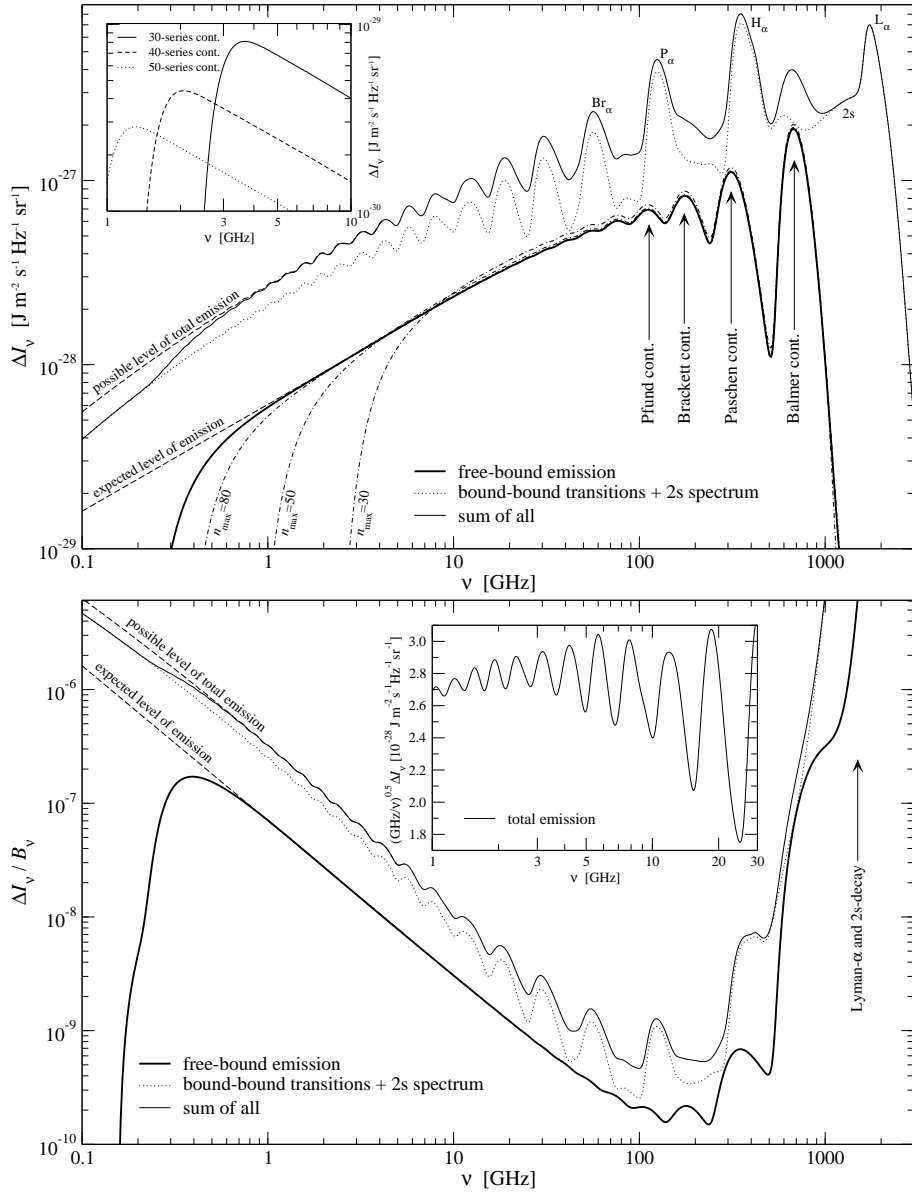 30-series cont.
40-series cont.
50-series cont.
10^-29
10^-30
ΔI_ν [J m^-2 s^-1 Hz^-1 sr^-1]
1
3
10
ν [GHz]
L_α
H_α
P_α
Br_α
2s
10^-27
10^-28
10^-29
ΔI_ν [J m^-2 s^-1 Hz^-1 sr^-1]
possible level of total emission
expected level of emission
Pfund cont.
Brackett cont.
Paschen cont.
Balmer cont.
n_max=80
n_max=50
n_max=30
free-bound emission
bound-bound transitions + 2s spectrum
sum of all
0.1
1
10
100
1000
ν [GHz]
10^-6
10^-7
10^-8
10^-9
10^-10
ΔI_ν / B_ν
possible level of total emission
expected level of emission
3.0
2.8
2.6
2.4
2.2
2.0
1.8
(GHz/ν)^0.5 ΔI_ν [10^-28 J m^-2 s^-1 Hz^-1 sr^-1]
total emission
1
3
5
10
20
30
ν [GHz]
Lyman-α and 2s-decay
free-bound emission
bound-bound transitions + 2s spectrum
sum of all
0.1
1
10
100
1000
ν [GHz]